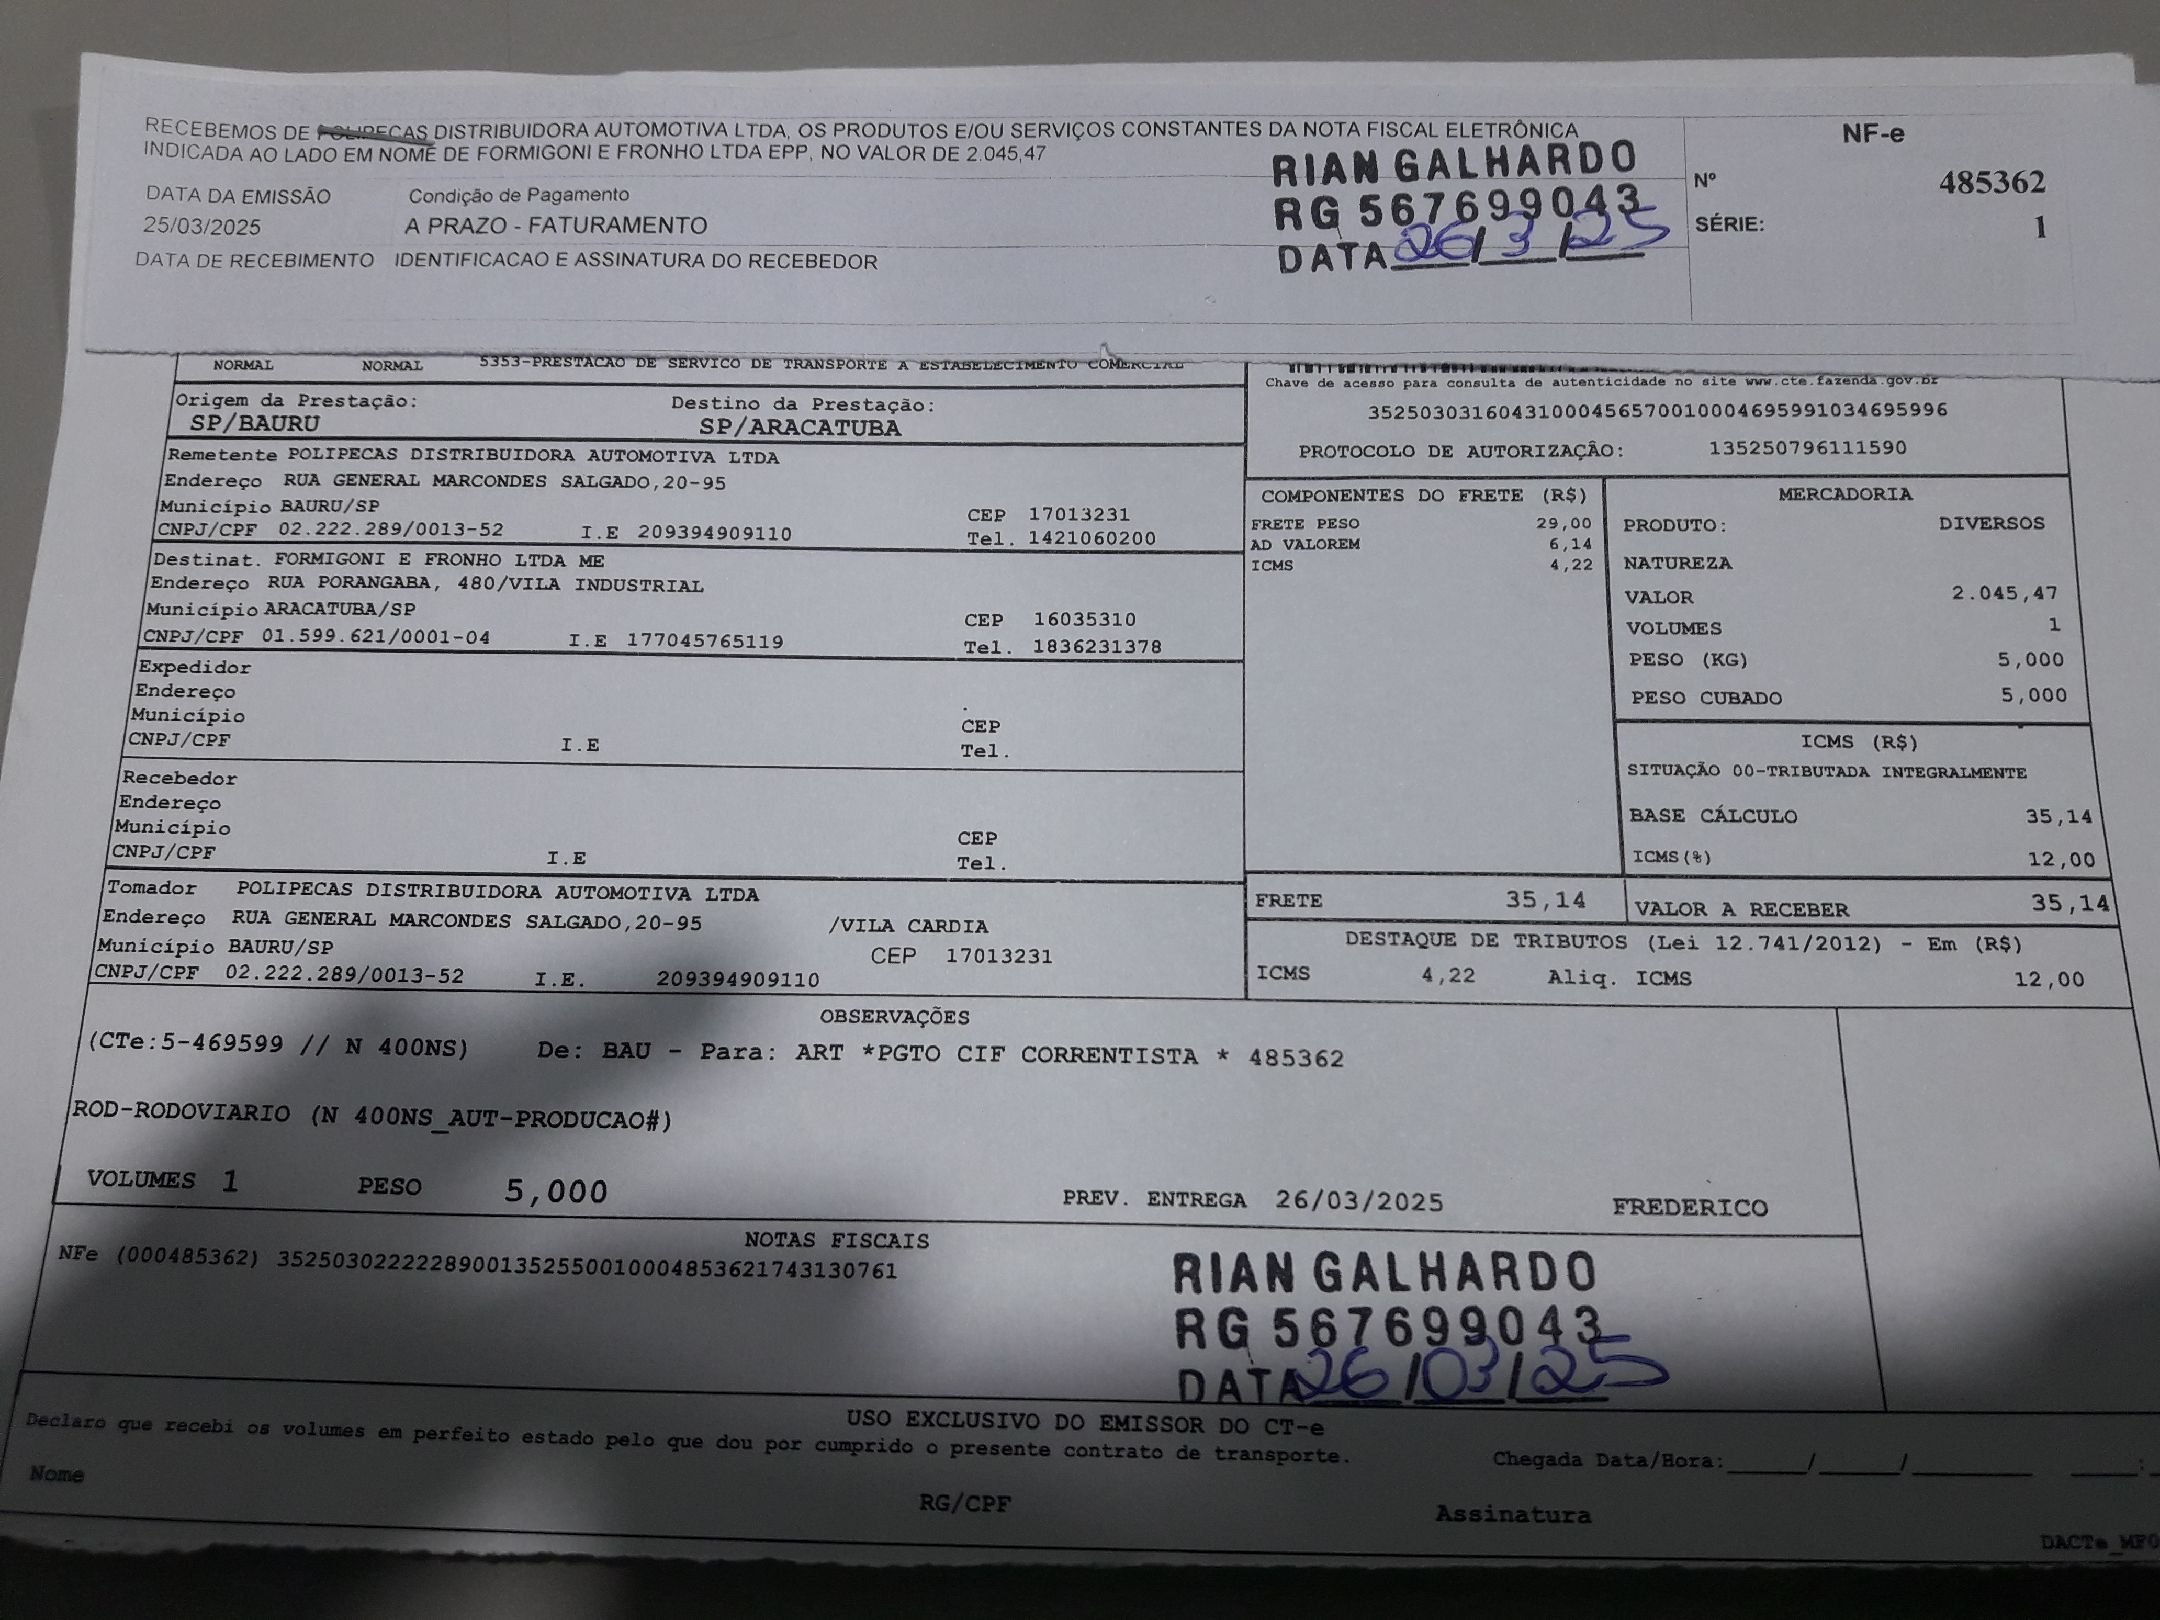 RECEBEMOS DE POLIPECAS DISTRIBUIDORA AUTOMOTIVA LTDA, OS PRODUTOS E/OU SERVIÇOS CONSTANTES DA NOTA FISCAL ELETRÔNICA
INDICADA AO LADO EM NOME DE FORMIGONI E FRONHO LTDA EPP, NO VALOR DE 2.045,47
DATA DA EMISSÃO Condição de Pagamento
25/03/2025 A PRAZO - FATURAMENTO
DATA DE RECEBIMENTO IDENTIFICACAO E ASSINATURA DO RECEBEDOR
RIAN GALHARDO
RG 567699043
DATA 26/3/25
NF-e
Nº 485362
SÉRIE: 1
NORMAL NORMAL 5353-PRESTACAO DE SERVICO DE TRANSPORTE A ESTABELECIMENTO COMERCIAL
Origem da Prestação: Destino da Prestação:
SP/BAURU SP/ARACATUBA
Remetente POLIPECAS DISTRIBUIDORA AUTOMOTIVA LTDA
Endereço RUA GENERAL MARCONDES SALGADO,20-95
Município BAURU/SP CEP 17013231
CNPJ/CPF 02.222.289/0013-52 I.E 209394909110 Tel. 1421060200
Destinat. FORMIGONI E FRONHO LTDA ME
Endereço RUA PORANGABA, 480/VILA INDUSTRIAL
Município ARACATUBA/SP CEP 16035310
CNPJ/CPF 01.599.621/0001-04 I.E 177045765119 Tel. 1836231378
Expedidor
Endereço
Município CEP
CNPJ/CPF I.E Tel.
Recebedor
Endereço
Município CEP
CNPJ/CPF I.E Tel.
Tomador POLIPECAS DISTRIBUIDORA AUTOMOTIVA LTDA
Endereço RUA GENERAL MARCONDES SALGADO,20-95 /VILA CARDIA
Município BAURU/SP CEP 17013231
CNPJ/CPF 02.222.289/0013-52 I.E. 209394909110
Chave de acesso para consulta de autenticidade no site www.cte.fazenda.gov.br
35250303160431000456570010004695991034695996
PROTOCOLO DE AUTORIZAÇÂO: 135250796111590
COMPONENTES DO FRETE (R$)
FRETE PESO 29,00
AD VALOREM 6,14
ICMS 4,22
MERCADORIA
PRODUTO: DIVERSOS
NATUREZA
VALOR 2.045,47
VOLUMES 1
PESO (KG) 5,000
PESO CUBADO 5,000
ICMS (R$)
SITUAÇÃO 00-TRIBUTADA INTEGRALMENTE
BASE CÁLCULO 35,14
ICMS(%) 12,00
FRETE 35,14 VALOR A RECEBER 35,14
DESTAQUE DE TRIBUTOS (Lei 12.741/2012) - Em (R$)
ICMS 4,22 Aliq. ICMS 12,00
OBSERVAÇÕES
(CTe:5-469599 // N 400NS) De: BAU - Para: ART *PGTO CIF CORRENTISTA * 485362
ROD-RODOVIARIO (N 400NS_AUT-PRODUCAO#)
VOLUMES 1 PESO 5,000 PREV. ENTREGA 26/03/2025 FREDERICO
NOTAS FISCAIS
NFe (000485362) 35250302222289001352550010004853621743130761
RIAN GALHARDO
RG 567699043
DATA 26/03/25
USO EXCLUSIVO DO EMISSOR DO CT-e
Declaro que recebi os volumes em perfeito estado pelo que dou por cumprido o presente contrato de transporte.
Chegada Data/Hora:____/____/______ ___:
Nome RG/CPF Assinatura